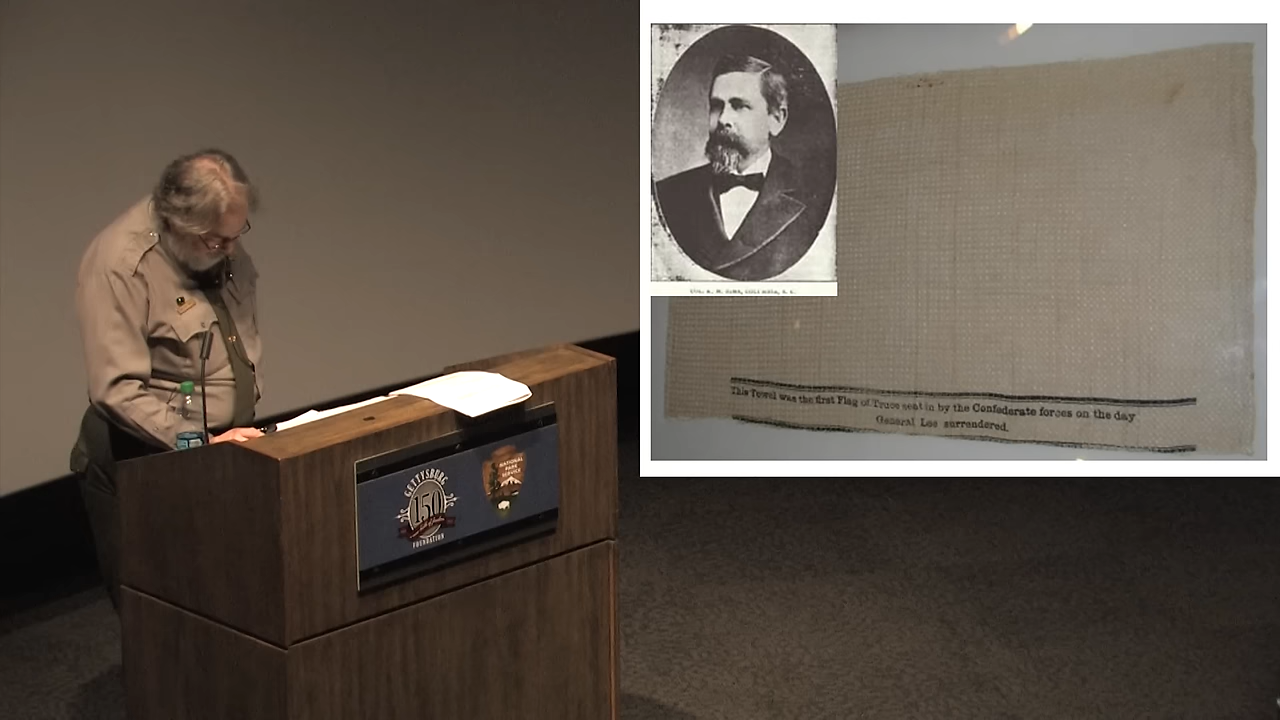 This Towel was the first Flag of Truce sent in by the Confederate forces on the day
General Lee surrendered.
GETTYSBURG
150
FOUNDATION
NATIONAL
PARK
SERVICE